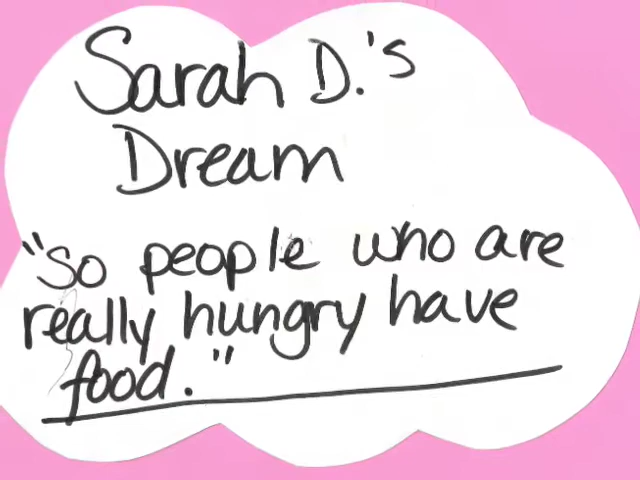 Sarah D.'s
Dream
"So people who are
really hungry have
food."